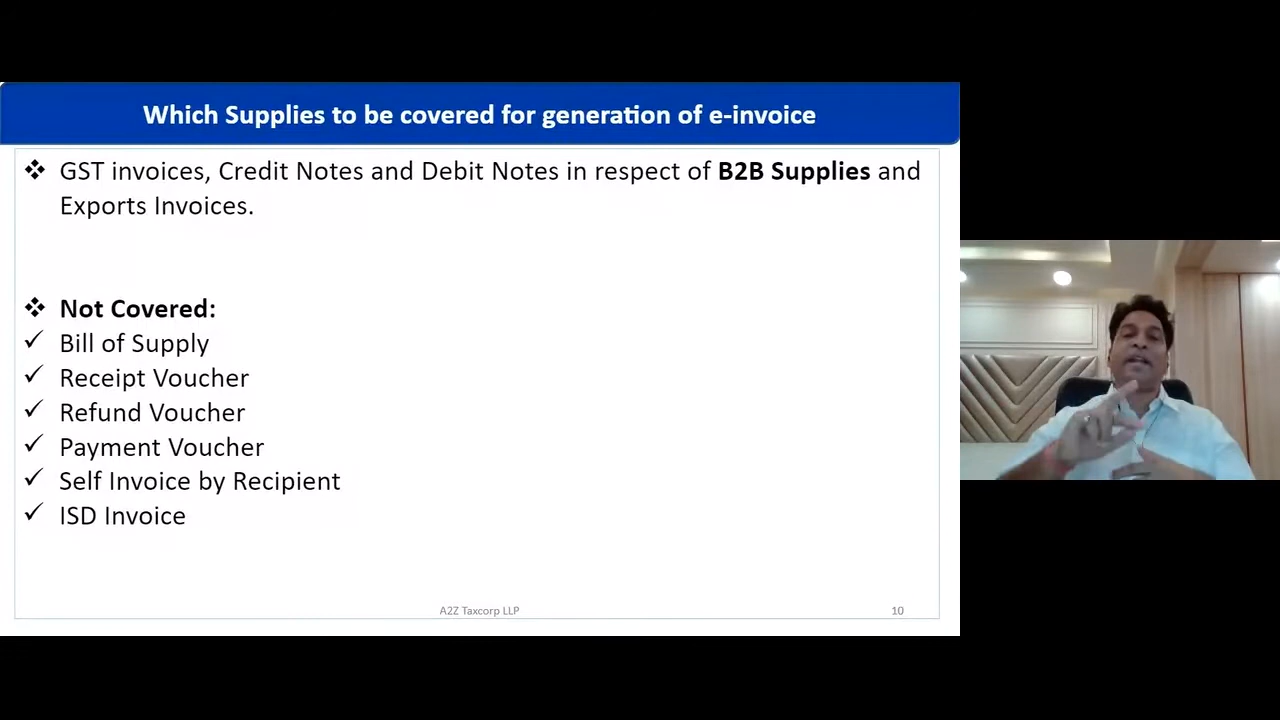 Which Supplies to be covered for generation of e-invoice
❖ GST invoices, Credit Notes and Debit Notes in respect of B2B Supplies and
Exports Invoices.
❖ Not Covered:
✓ Bill of Supply
✓ Receipt Voucher
✓ Refund Voucher
✓ Payment Voucher
✓ Self Invoice by Recipient
✓ ISD Invoice
A2Z Taxcorp LLP
10